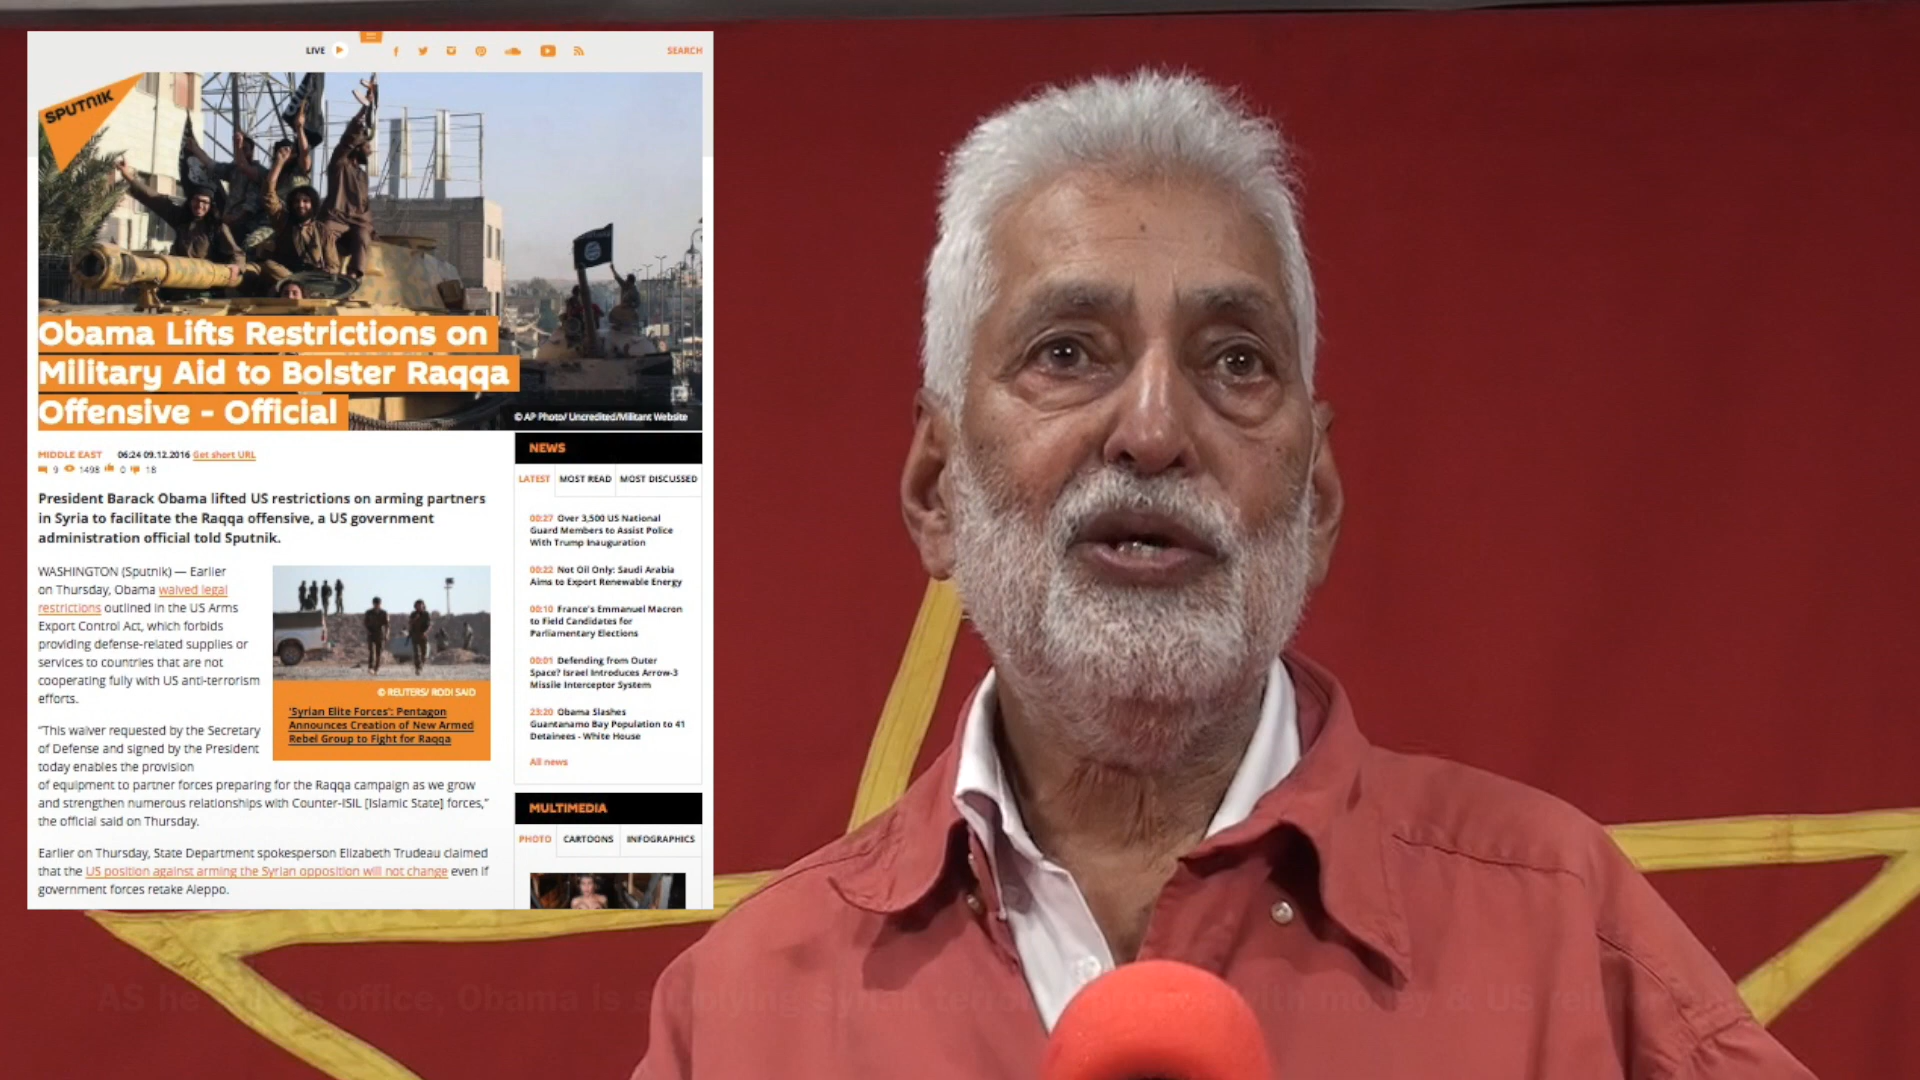 LIVE
SEARCH
SPUTNIK
Obama Lifts Restrictions on
Military Aid to Bolster Raqqa
Offensive - Official
© AP Photo/ Uncredited/Militant Website
MIDDLE EAST 06:24 09.12.2016 Get short URL
9 1498 0 18
President Barack Obama lifted US restrictions on arming partners
in Syria to facilitate the Raqqa offensive, a US government
administration official told Sputnik.
WASHINGTON (Sputnik) — Earlier
on Thursday, Obama waived legal
restrictions outlined in the US Arms
Export Control Act, which forbids
providing defense-related supplies or
services to countries that are not
cooperating fully with US anti-terrorism
efforts.
© REUTERS/ RODI SAID
'Syrian Elite Forces': Pentagon
Announces Creation of New Armed
Rebel Group to Fight for Raqqa
"This waiver requested by the Secretary
of Defense and signed by the President
today enables the provision
of equipment to partner forces preparing for the Raqqa campaign as we grow
and strengthen numerous relationships with Counter-ISIL [Islamic State] forces,"
the official said on Thursday.
Earlier on Thursday, State Department spokesperson Elizabeth Trudeau claimed
that the US position against arming the Syrian opposition will not change even if
government forces retake Aleppo.
NEWS
LATEST MOST READ MOST DISCUSSED
00:27 Over 3,500 US National
Guard Members to Assist Police
With Trump Inauguration
00:22 Not Oil Only: Saudi Arabia
Aims to Export Renewable Energy
00:10 France's Emmanuel Macron
to Field Candidates for
Parliamentary Elections
00:01 Defending from Outer
Space? Israel Introduces Arrow-3
Missile Interceptor System
23:20 Obama Slashes
Guantanamo Bay Population to 41
Detainees - White House
All news
MULTIMEDIA
PHOTO CARTOONS INFOGRAPHICS
AS he office, Obama is Syrian & US